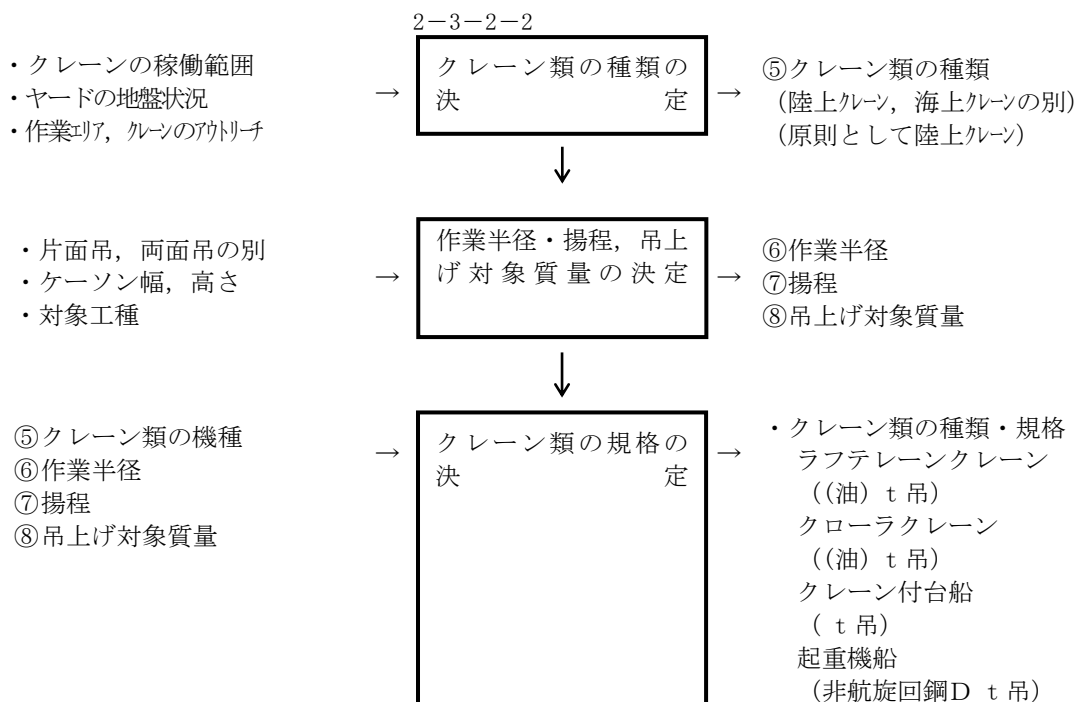 2-3-2-2
・クレーンの稼働範囲
・ヤードの地盤状況
・作業ｴﾘｱ，ｸﾚｰﾝのｱｳﾄﾘｰﾁ
→
クレーン類の種類の
決定
→
⑤クレーン類の種類
（陸上ｸﾚｰﾝ，海上ｸﾚｰﾝの別）
（原則として陸上ｸﾚｰﾝ）
↓
・片面吊，両面吊の別
・ケーソン幅，高さ
・対象工種
→
作業半径・揚程，吊上
げ対象質量の決定
→
⑥作業半径
⑦揚程
⑧吊上げ対象質量
↓
⑤クレーン類の機種
⑥作業半径
⑦揚程
⑧吊上げ対象質量
→
クレーン類の規格の
決定
→
・クレーン類の種類・規格
ラフテレーンクレーン
（(油) ｔ吊）
クローラクレーン
（(油) ｔ吊）
クレーン付台船
（ ｔ吊）
起重機船
（非航旋回鋼Ｄ ｔ吊）